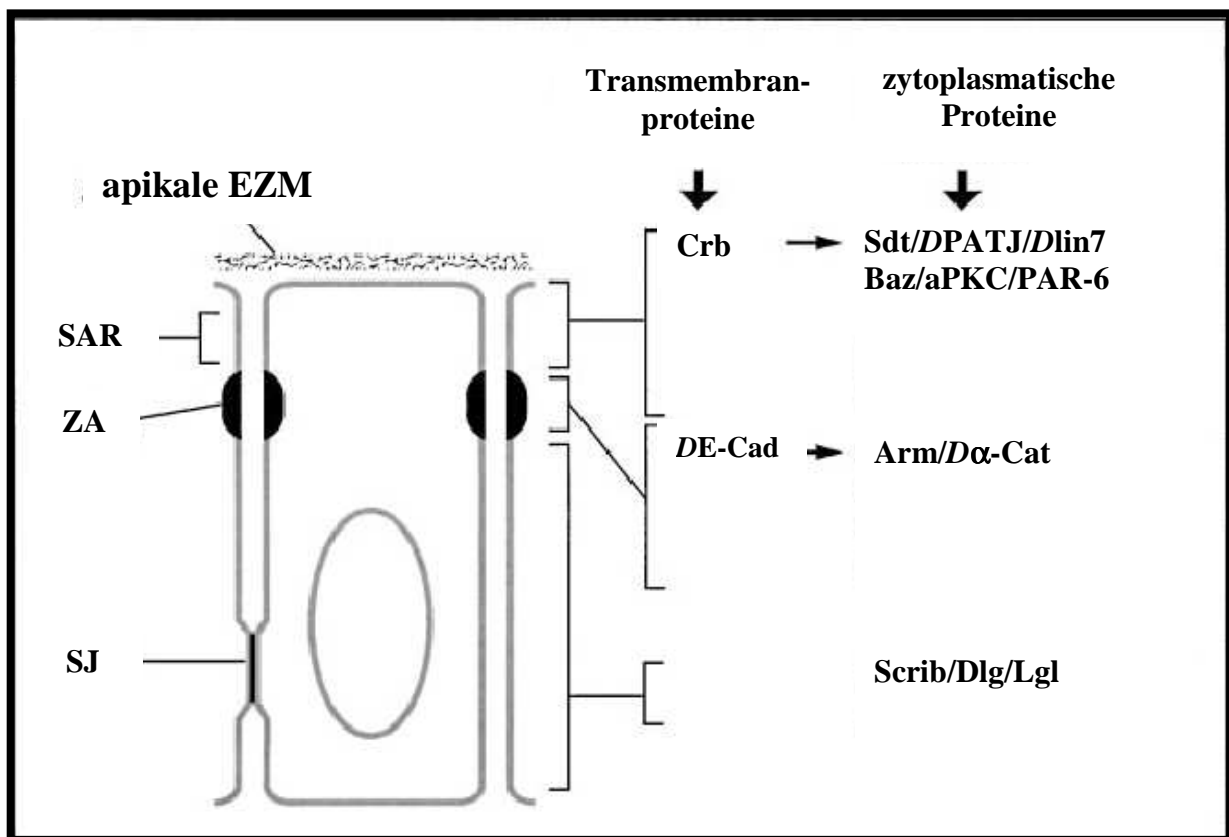 Transmembran-
proteine
zytoplasmatische
Proteine
apikale EZM
Crb
Sdt/DPATJ/Dlin7
Baz/aPKC/PAR-6
SAR
ZA
DE-Cad
Arm/Dα-Cat
SJ
Scrib/Dlg/Lgl